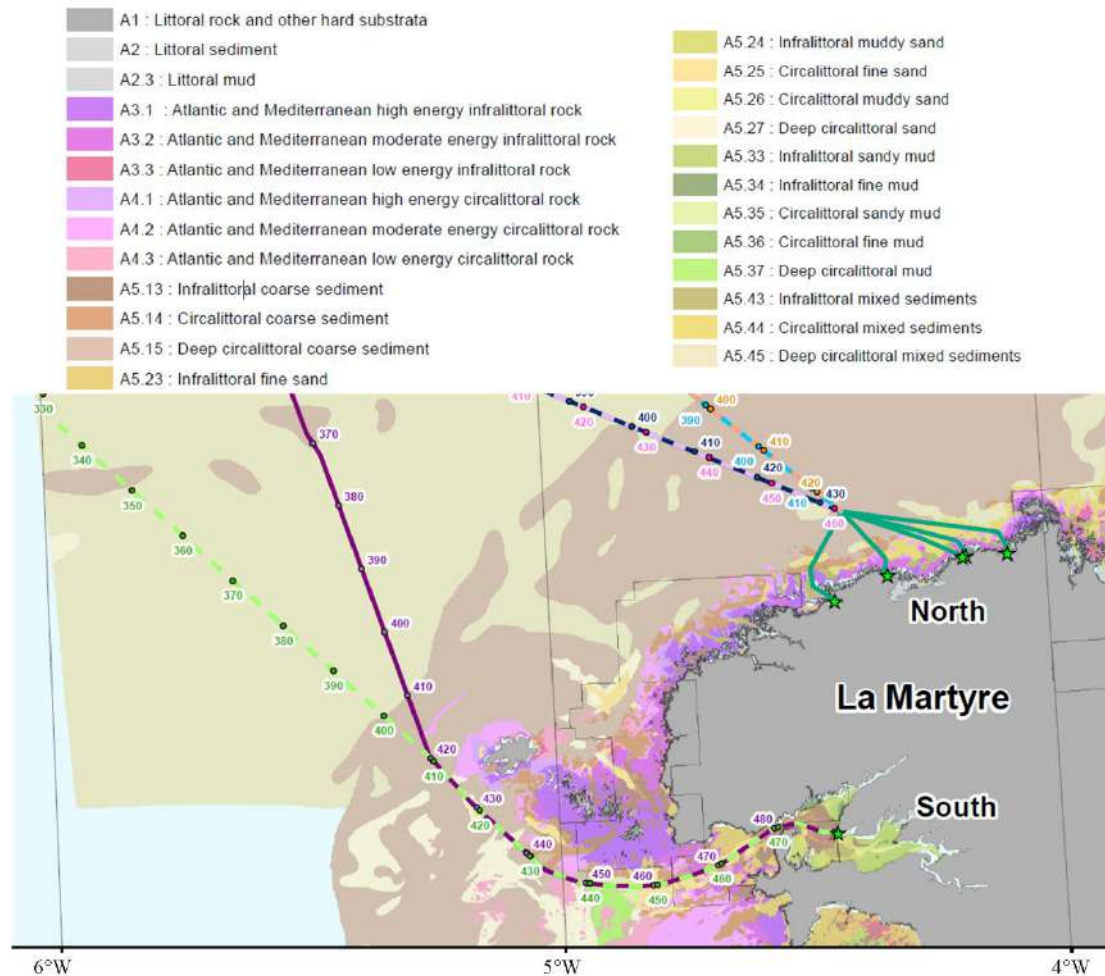 A1 : Littoral rock and other hard substrata
A2 : Littoral sediment
A2.3 : Littoral mud
A3.1 : Atlantic and Mediterranean high energy infralittoral rock
A3.2 : Atlantic and Mediterranean moderate energy infralittoral rock
A3.3 : Atlantic and Mediterranean low energy infralittoral rock
A4.1 : Atlantic and Mediterranean high energy circalittoral rock
A4.2 : Atlantic and Mediterranean moderate energy circalittoral rock
A4.3 : Atlantic and Mediterranean low energy circalittoral rock
A5.13 : Infralittoral coarse sediment
A5.14 : Circalittoral coarse sediment
A5.15 : Deep circalittoral coarse sediment
A5.23 : Infralittoral fine sand
A5.24 : Infralittoral muddy sand
A5.25 : Circalittoral fine sand
A5.26 : Circalittoral muddy sand
A5.27 : Deep circalittoral sand
A5.33 : Infralittoral sandy mud
A5.34 : Infralittoral fine mud
A5.35 : Circalittoral sandy mud
A5.36 : Circalittoral fine mud
A5.37 : Deep circalittoral mud
A5.43 : Infralittoral mixed sediments
A5.44 : Circalittoral mixed sediments
A5.45 : Deep circalittoral mixed sediments
330
410
400
420
390
400
340
370
430
410
410
440
400
420
420
350
450
410
430
380
460
360
390
370
North
400
380
410
390
La Martyre
400
420
410
430
South
420
480
440
470
430
470
460
450
460
440
450
6°W
5°W
4°W